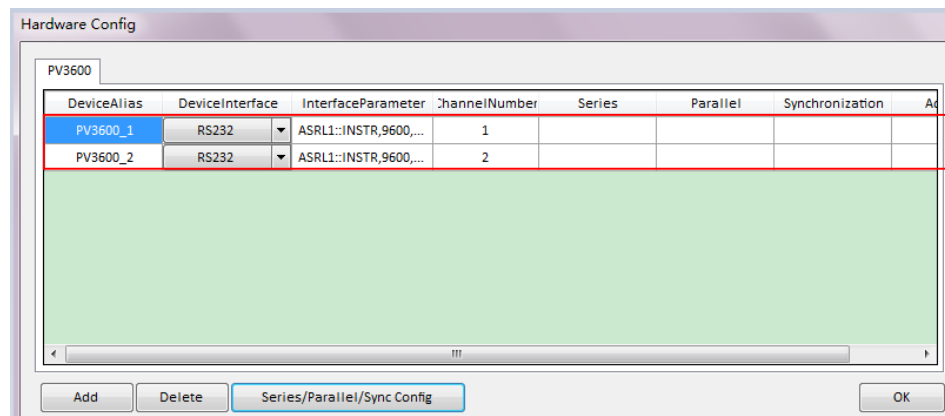 Hardware Config
PV3600
DeviceAlias DeviceInterface InterfaceParameter ChannelNumber Series Parallel Synchronization
PV3600_1 RS232 ASRL1::INSTR,9600,... 1
PV3600_2 RS232 ASRL1::INSTR,9600,... 2
Add Delete Series/Parallel/Sync Config OK